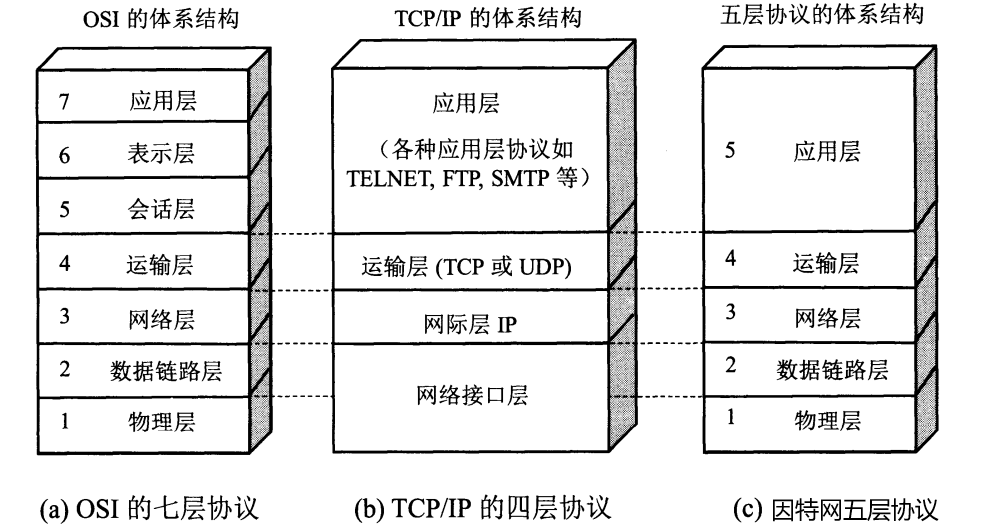 OSI 的体系结构
7 应用层
6 表示层
5 会话层
4 运输层
3 网络层
2 数据链路层
1 物理层
(a) OSI 的七层协议
TCP/IP 的体系结构
应用层
（各种应用层协议如
TELNET, FTP, SMTP 等）
运输层 (TCP 或 UDP)
网际层 IP
网络接口层
(b) TCP/IP 的四层协议
五层协议的体系结构
5 应用层
4 运输层
3 网络层
2 数据链路层
1 物理层
(c) 因特网五层协议